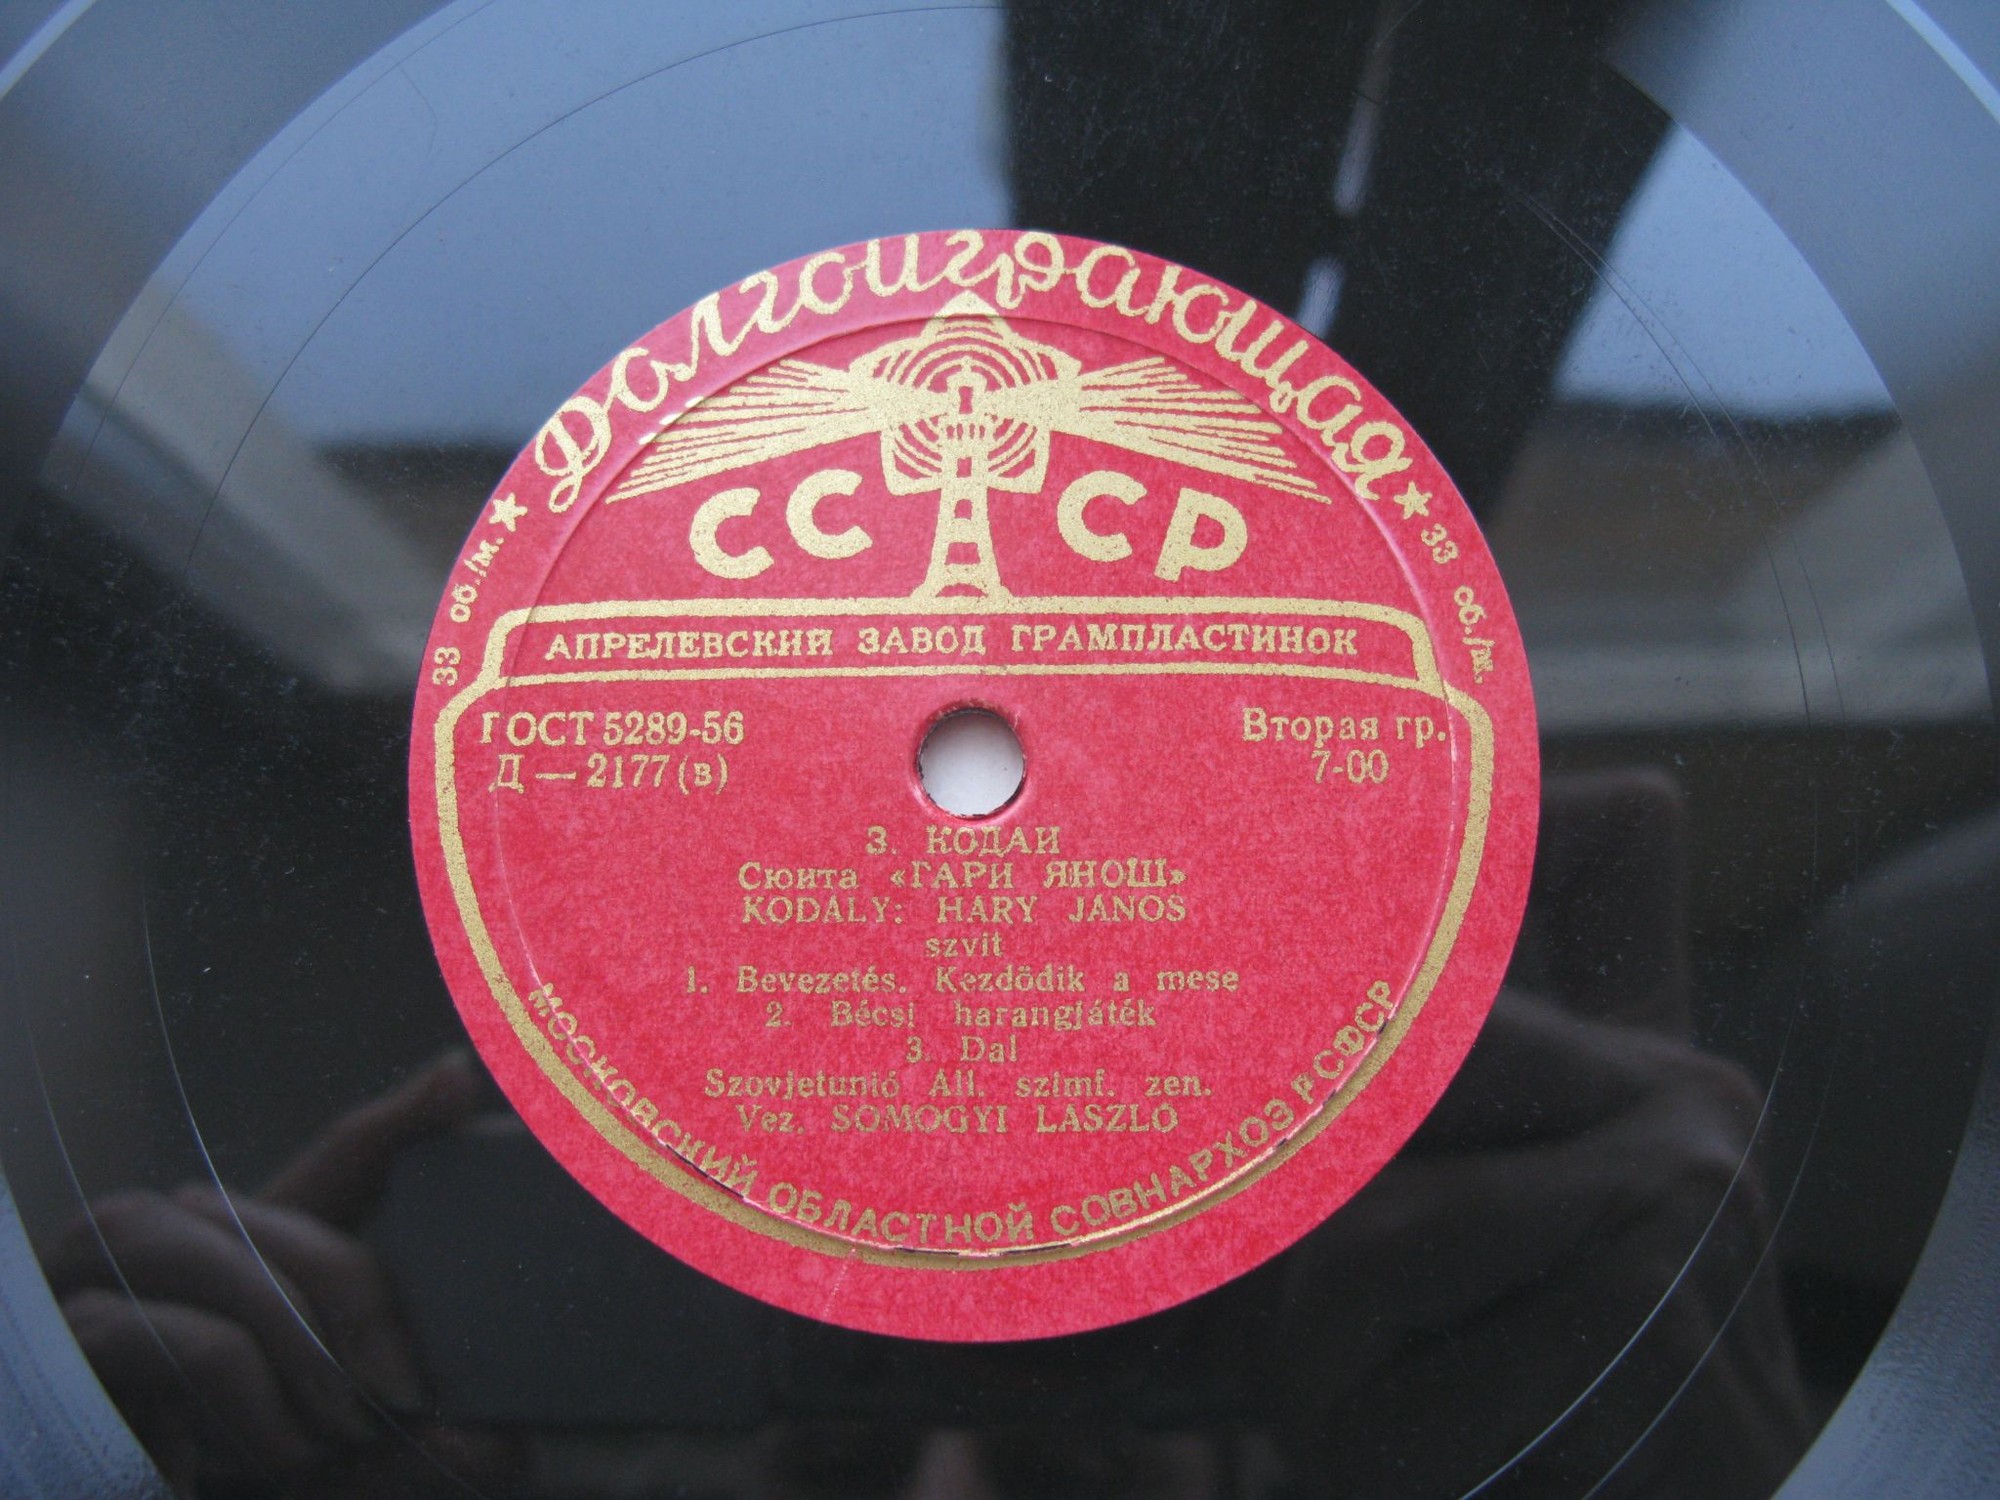 Долгоиграющая
33 об./м. ★ ★ 33 об./м.
СССР
АПРЕЛЕВСКИЙ ЗАВОД ГРАМПЛАСТИНОК
ГОСТ 5289-56
Д — 2177 (в)
Вторая гр.
7-00
З. КОДАИ
Сюита «ГАРИ ЯНОШ»
KODALY: HARY JANOS
szvit
1. Bevezetés. Kezdödik a mese
2. Bécsi harangjáték
3. Dal
Szovjetunió All. szimf. zen.
Vez. SOMOGYI LASZLO
МОСКОВСКИЙ ОБЛАСТНОЙ СОВНАРХОЗ РСФСР